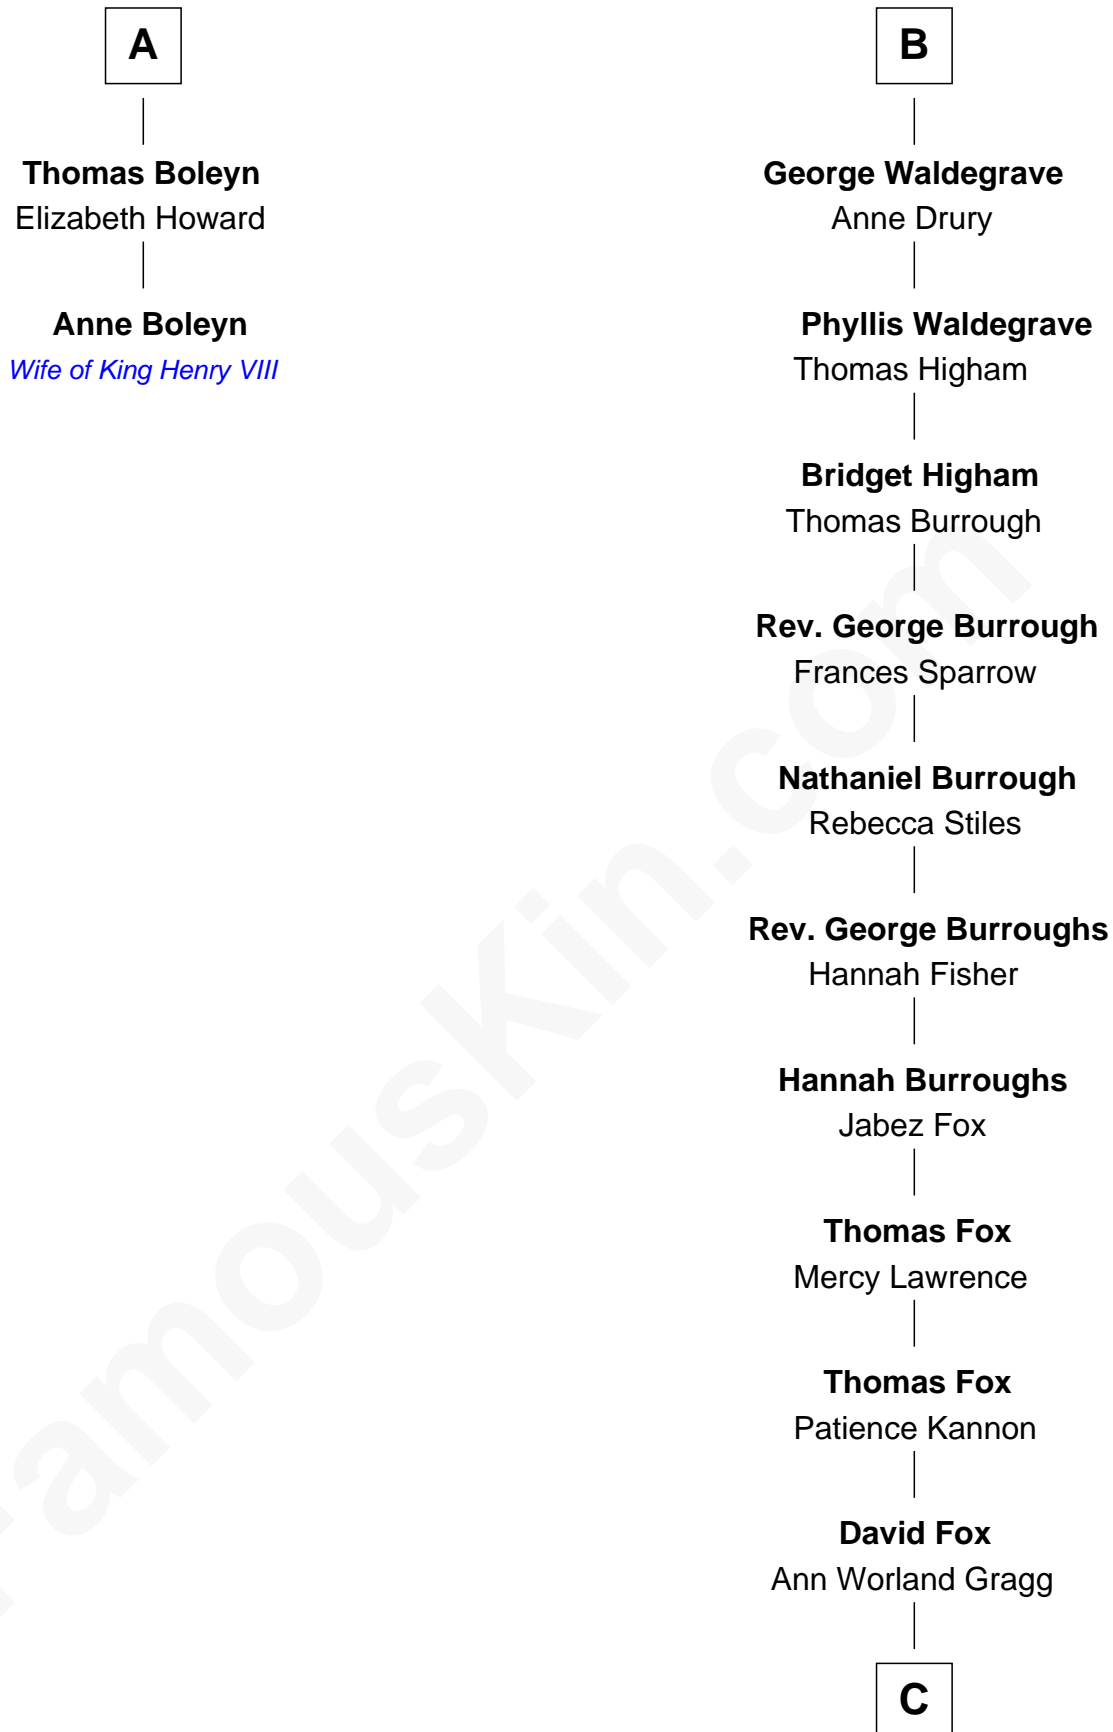 A
Thomas Boleyn
Elizabeth Howard
Anne Boleyn
Wife of King Henry VIII
B
George Waldegrave
Anne Drury
Phyllis Waldegrave
Thomas Higham
Bridget Higham
Thomas Burrough
Rev. George Burrough
Frances Sparrow
Nathaniel Burrough
Rebecca Stiles
Rev. George Burroughs
Hannah Fisher
Hannah Burroughs
Jabez Fox
Thomas Fox
Mercy Lawrence
Thomas Fox
Patience Kannon
David Fox
Ann Worland Gragg
C
FamousKin.com